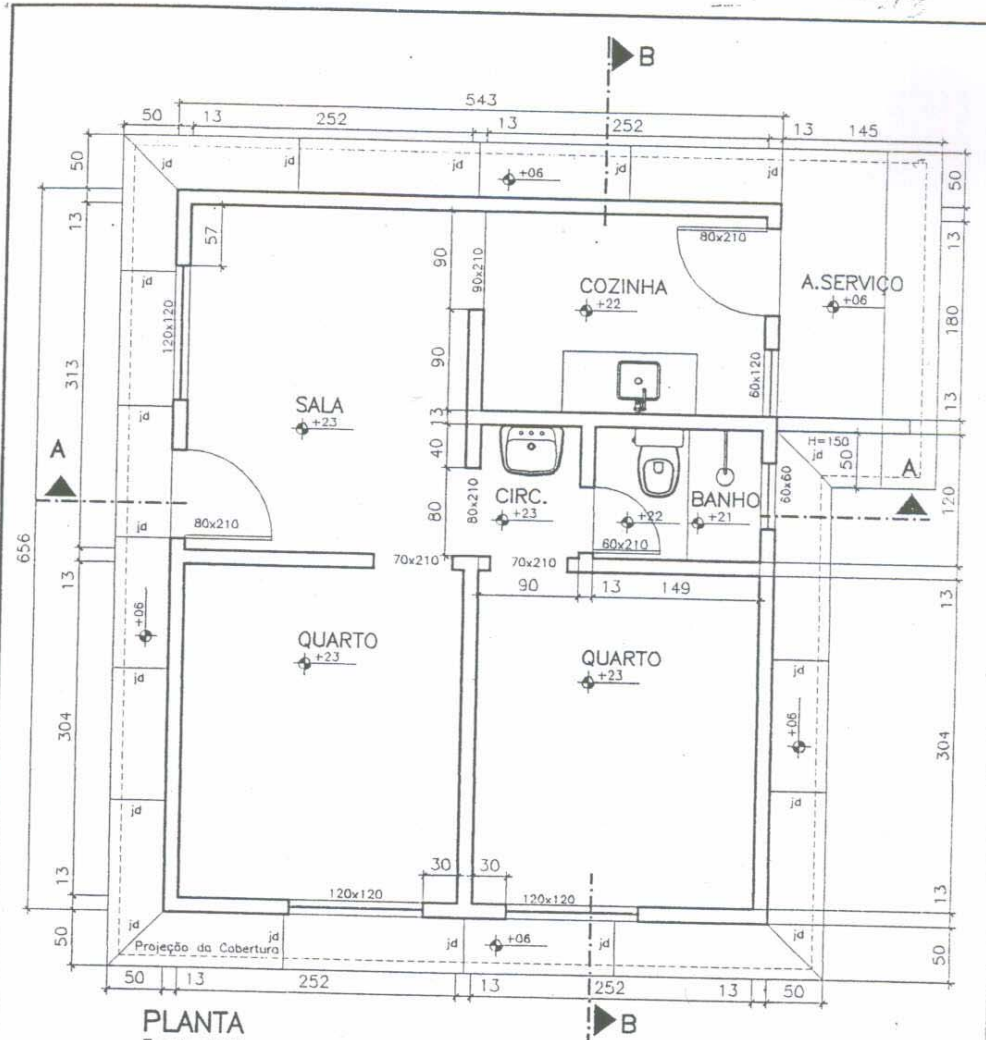 B
543
50 13 252 13 252 13 145
50
jd jd jd jd jd
+06
50
13
57
90
90x210
80x210
13
COZINHA
+22
A.SERVIÇO
+06
jd
120x120
180
313
90
60x120
SALA
+23
jd
13
13
A
40
H=150
jd
50
A
CIRC.
+23
80
80x210
BANHO
+22
+21
60x60
120
jd
80x210
60x210
656
70x210
70x210
13
90
13
149
13
+06
QUARTO
+23
QUARTO
+23
jd
jd
+06
304
304
jd
jd
13
30
30
120x120
120x120
13
jd
jd
jd
+06
jd
jd
Projeção da Cobertura
50
50
50 13 252 13 252 13 50
PLANTA
B